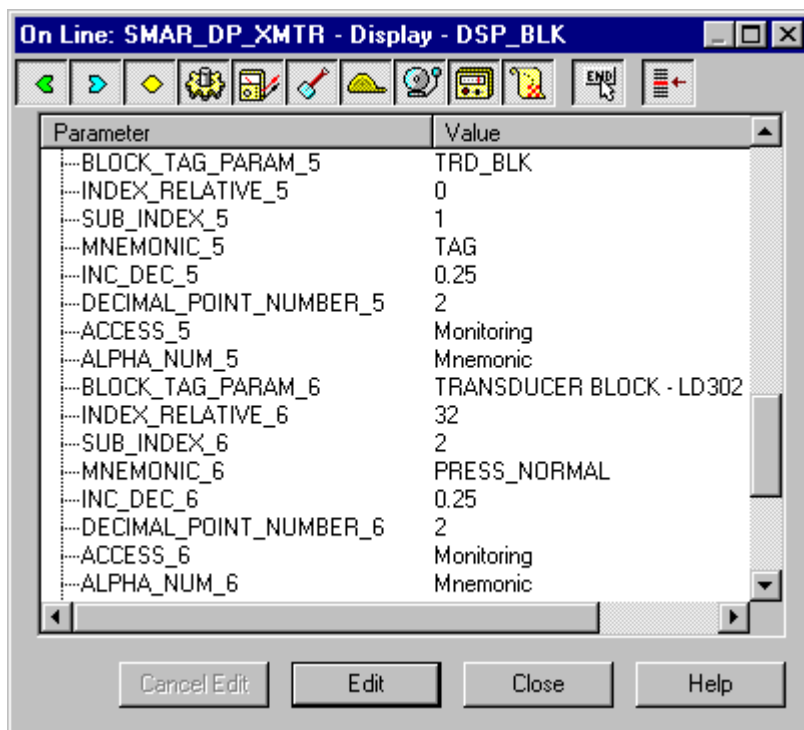 On Line: SMAR_DP_XMTR - Display - DSP_BLK
END
Parameter Value
BLOCK_TAG_PARAM_5 TRD_BLK
INDEX_RELATIVE_5 0
SUB_INDEX_5 1
MNEMONIC_5 TAG
INC_DEC_5 0.25
DECIMAL_POINT_NUMBER_5 2
ACCESS_5 Monitoring
ALPHA_NUM_5 Mnemonic
BLOCK_TAG_PARAM_6 TRANSDUCER BLOCK - LD302
INDEX_RELATIVE_6 32
SUB_INDEX_6 2
MNEMONIC_6 PRESS_NORMAL
INC_DEC_6 0.25
DECIMAL_POINT_NUMBER_6 2
ACCESS_6 Monitoring
ALPHA_NUM_6 Mnemonic
Cancel Edit Edit Close Help